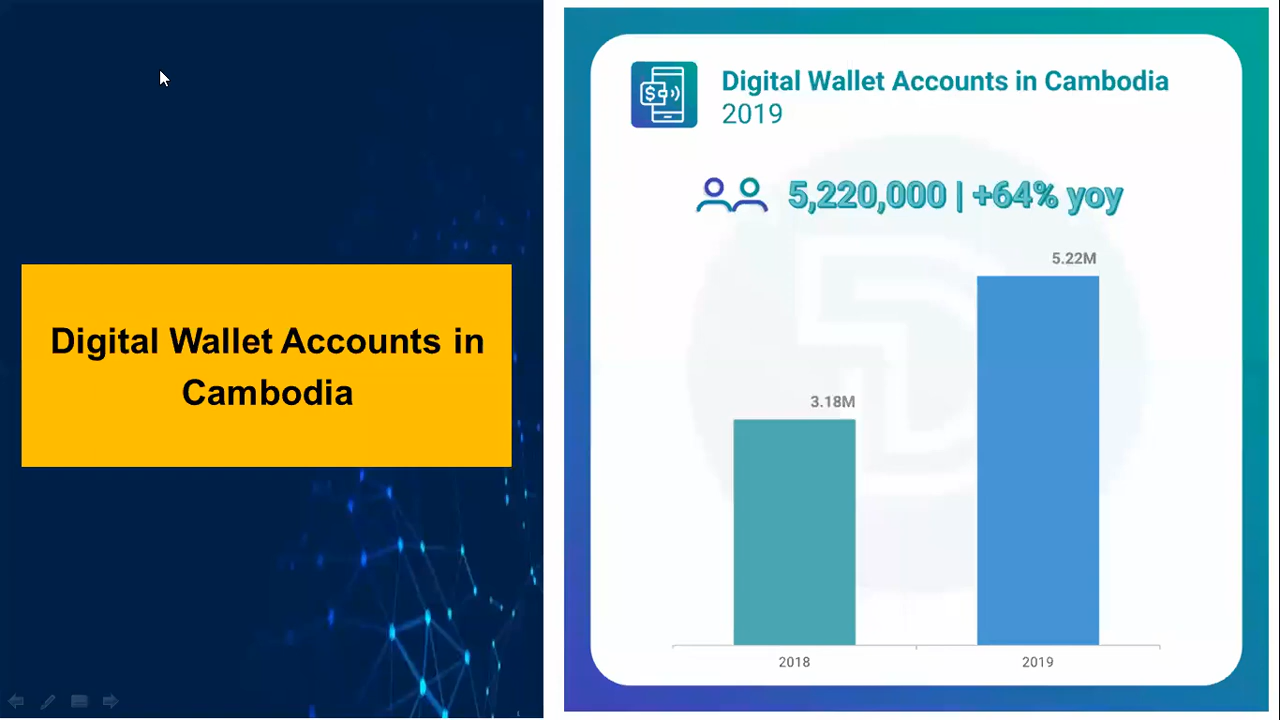 Digital Wallet Accounts in
Cambodia
Digital Wallet Accounts in Cambodia
2019
$
5,220,000 | +64% yoy
5.22M
3.18M
2018
2019